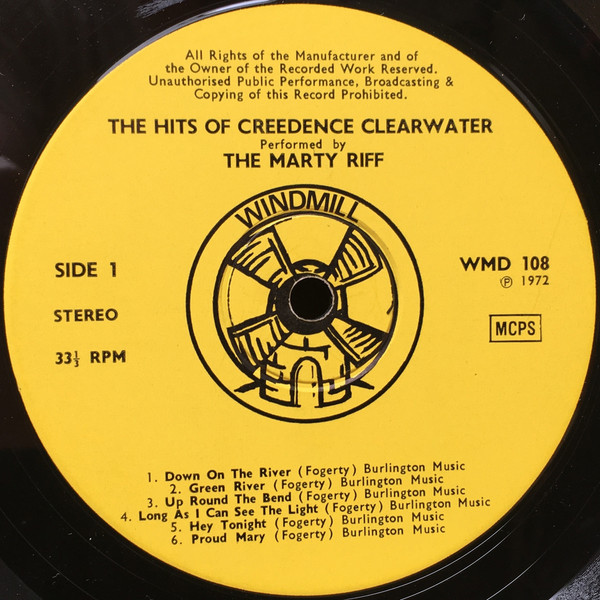 All Rights of the Manufacturer and of
the Owner of the Recorded Work Reserved.
Unauthorised Public Performance, Broadcasting &
Copying of this Record Prohibited.
THE HITS OF CREEDENCE CLEARWATER
Performed by
THE MARTY RIFF
WINDMILL
SIDE 1
STEREO
33⅓ RPM
WMD 108
℗ 1972
MCPS
1. Down On The River (Fogerty) Burlington Music
2. Green River (Fogerty) Burlington Music
3. Up Round The Bend (Fogerty) Burlington Music
4. Long As I Can See The Light (Fogerty) Burlington Music
5. Hey Tonight (Fogerty) Burlington Music
6. Proud Mary (Fogerty) Burlington Music